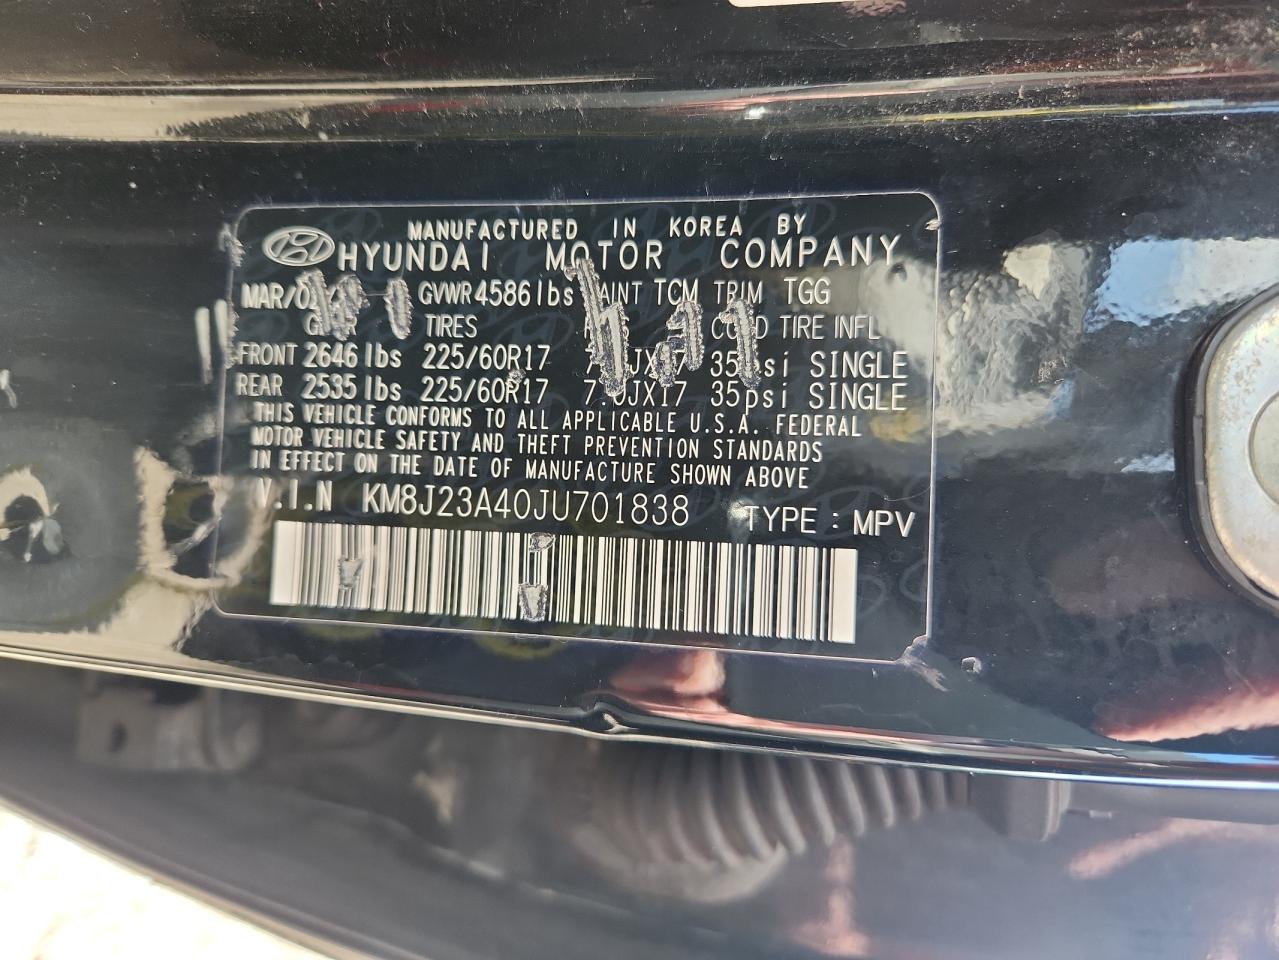 MANUFACTURED IN KOREA BY
HYUNDAI MOTOR COMPANY
GVWR 4586 lbs TCM TRIM TGG
TIRES TIRE INFL
FRONT 2646 lbs 225/60R17 SINGLE
REAR 2535 lbs 225/60R17 35psi SINGLE
THIS VEHICLE CONFORMS TO ALL APPLICABLE U.S.A. FEDERAL
MOTOR VEHICLE SAFETY AND THEFT PREVENTION STANDARDS
IN EFFECT ON THE DATE OF MANUFACTURE SHOWN ABOVE
V.I.N KM8J23A40JU701838 TYPE : MPV